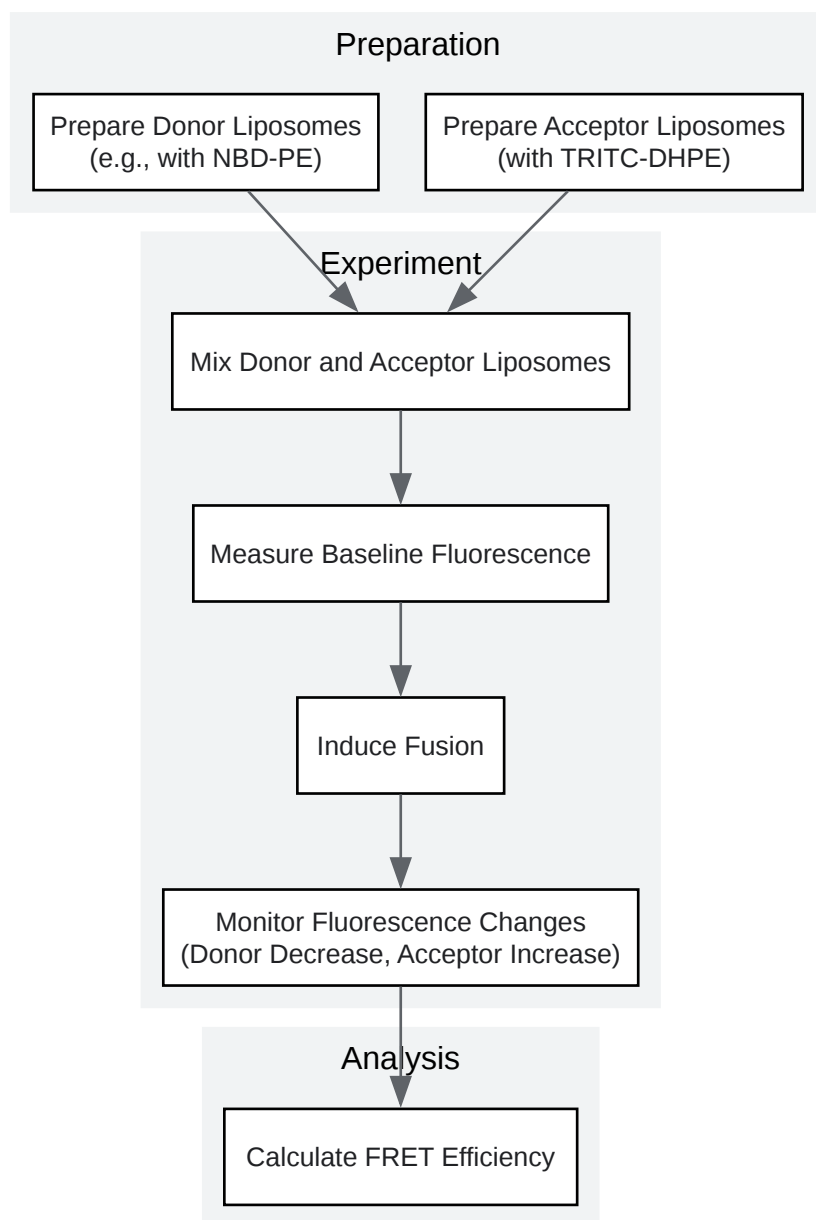 Preparation
Prepare Donor Liposomes
(e.g., with NBD-PE)
Prepare Acceptor Liposomes
(with TRITC-DHPE)
Experiment
Mix Donor and Acceptor Liposomes
Measure Baseline Fluorescence
Induce Fusion
Monitor Fluorescence Changes
(Donor Decrease, Acceptor Increase)
Analysis
Calculate FRET Efficiency